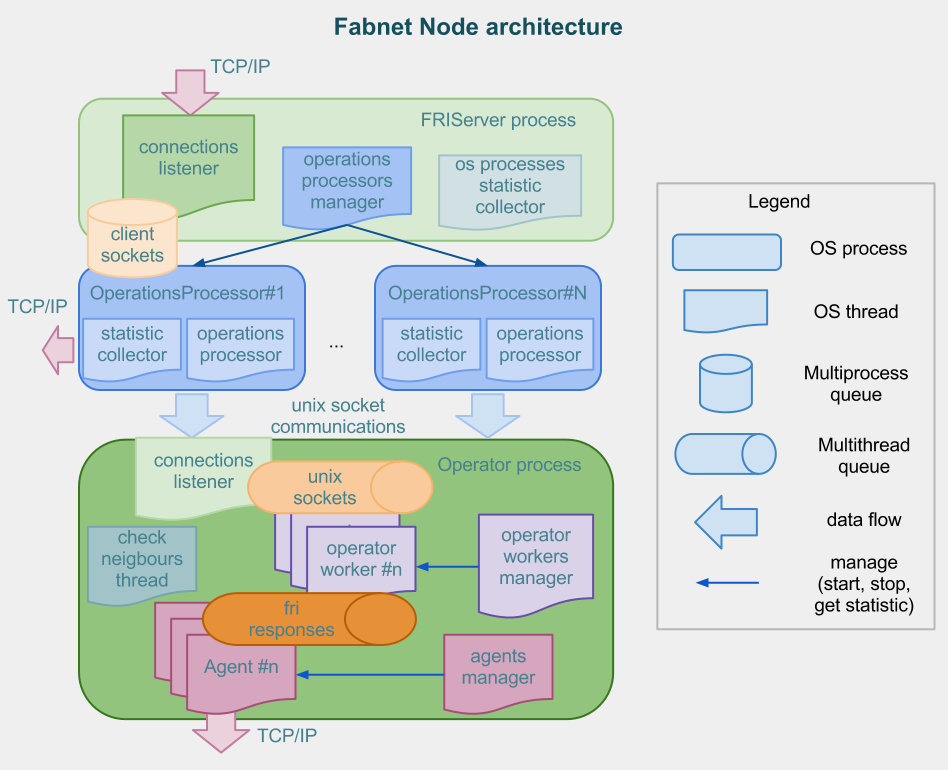 Fabnet Node architecture
TCP/IP
FRIServer process
connections
listener
operations
processors
manager
os processes
statistic
collector
client
sockets
TCP/IP
OperationsProcessor#1
statistic
collector
operations
processor
...
OperationsProcessor#N
statistic
collector
operations
processor
unix socket
communications
Operator process
connections
listener
unix
sockets
check
neigbours
thread
operator
worker #n
operator
workers
manager
fri
responses
Agent #n
agents
manager
TCP/IP
Legend
OS process
OS thread
Multiprocess
queue
Multithread
queue
data flow
manage
(start, stop,
get statistic)